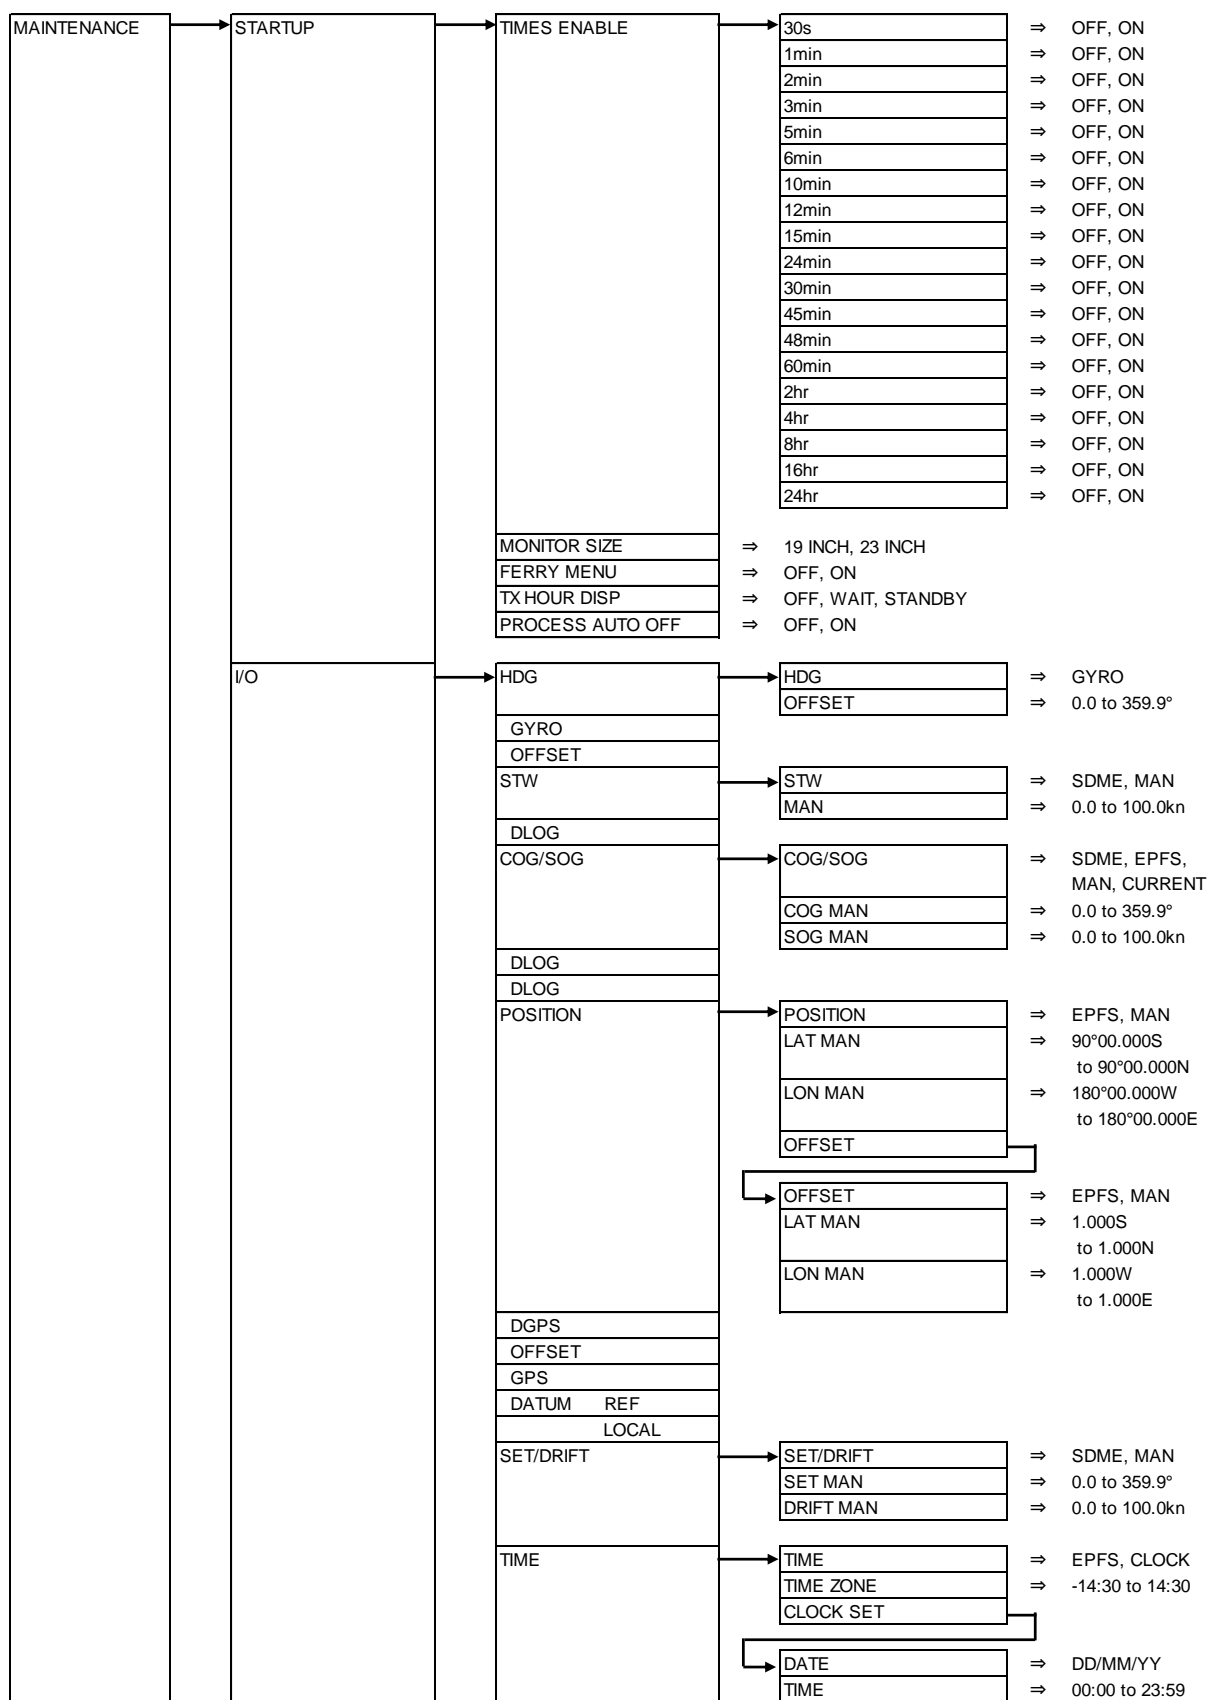 MAINTENANCE STARTUP TIMES ENABLE 30s ⇒ OFF, ON
1min ⇒ OFF, ON
2min ⇒ OFF, ON
3min ⇒ OFF, ON
5min ⇒ OFF, ON
6min ⇒ OFF, ON
10min ⇒ OFF, ON
12min ⇒ OFF, ON
15min ⇒ OFF, ON
24min ⇒ OFF, ON
30min ⇒ OFF, ON
45min ⇒ OFF, ON
48min ⇒ OFF, ON
60min ⇒ OFF, ON
2hr ⇒ OFF, ON
4hr ⇒ OFF, ON
8hr ⇒ OFF, ON
16hr ⇒ OFF, ON
24hr ⇒ OFF, ON
MONITOR SIZE ⇒ 19 INCH, 23 INCH
FERRY MENU ⇒ OFF, ON
TX HOUR DISP ⇒ OFF, WAIT, STANDBY
PROCESS AUTO OFF ⇒ OFF, ON
I/O HDG HDG ⇒ GYRO
OFFSET ⇒ 0.0 to 359.9°
GYRO
OFFSET
STW STW ⇒ SDME, MAN
MAN ⇒ 0.0 to 100.0kn
DLOG
COG/SOG COG/SOG ⇒ SDME, EPFS,
MAN, CURRENT
COG MAN ⇒ 0.0 to 359.9°
SOG MAN ⇒ 0.0 to 100.0kn
DLOG
DLOG
POSITION POSITION ⇒ EPFS, MAN
LAT MAN ⇒ 90°00.000S
to 90°00.000N
LON MAN ⇒ 180°00.000W
to 180°00.000E
OFFSET
OFFSET ⇒ EPFS, MAN
LAT MAN ⇒ 1.000S
to 1.000N
LON MAN ⇒ 1.000W
to 1.000E
DGPS
OFFSET
GPS
DATUM REF
LOCAL
SET/DRIFT SET/DRIFT ⇒ SDME, MAN
SET MAN ⇒ 0.0 to 359.9°
DRIFT MAN ⇒ 0.0 to 100.0kn
TIME TIME ⇒ EPFS, CLOCK
TIME ZONE ⇒ -14:30 to 14:30
CLOCK SET
DATE ⇒ DD/MM/YY
TIME ⇒ 00:00 to 23:59